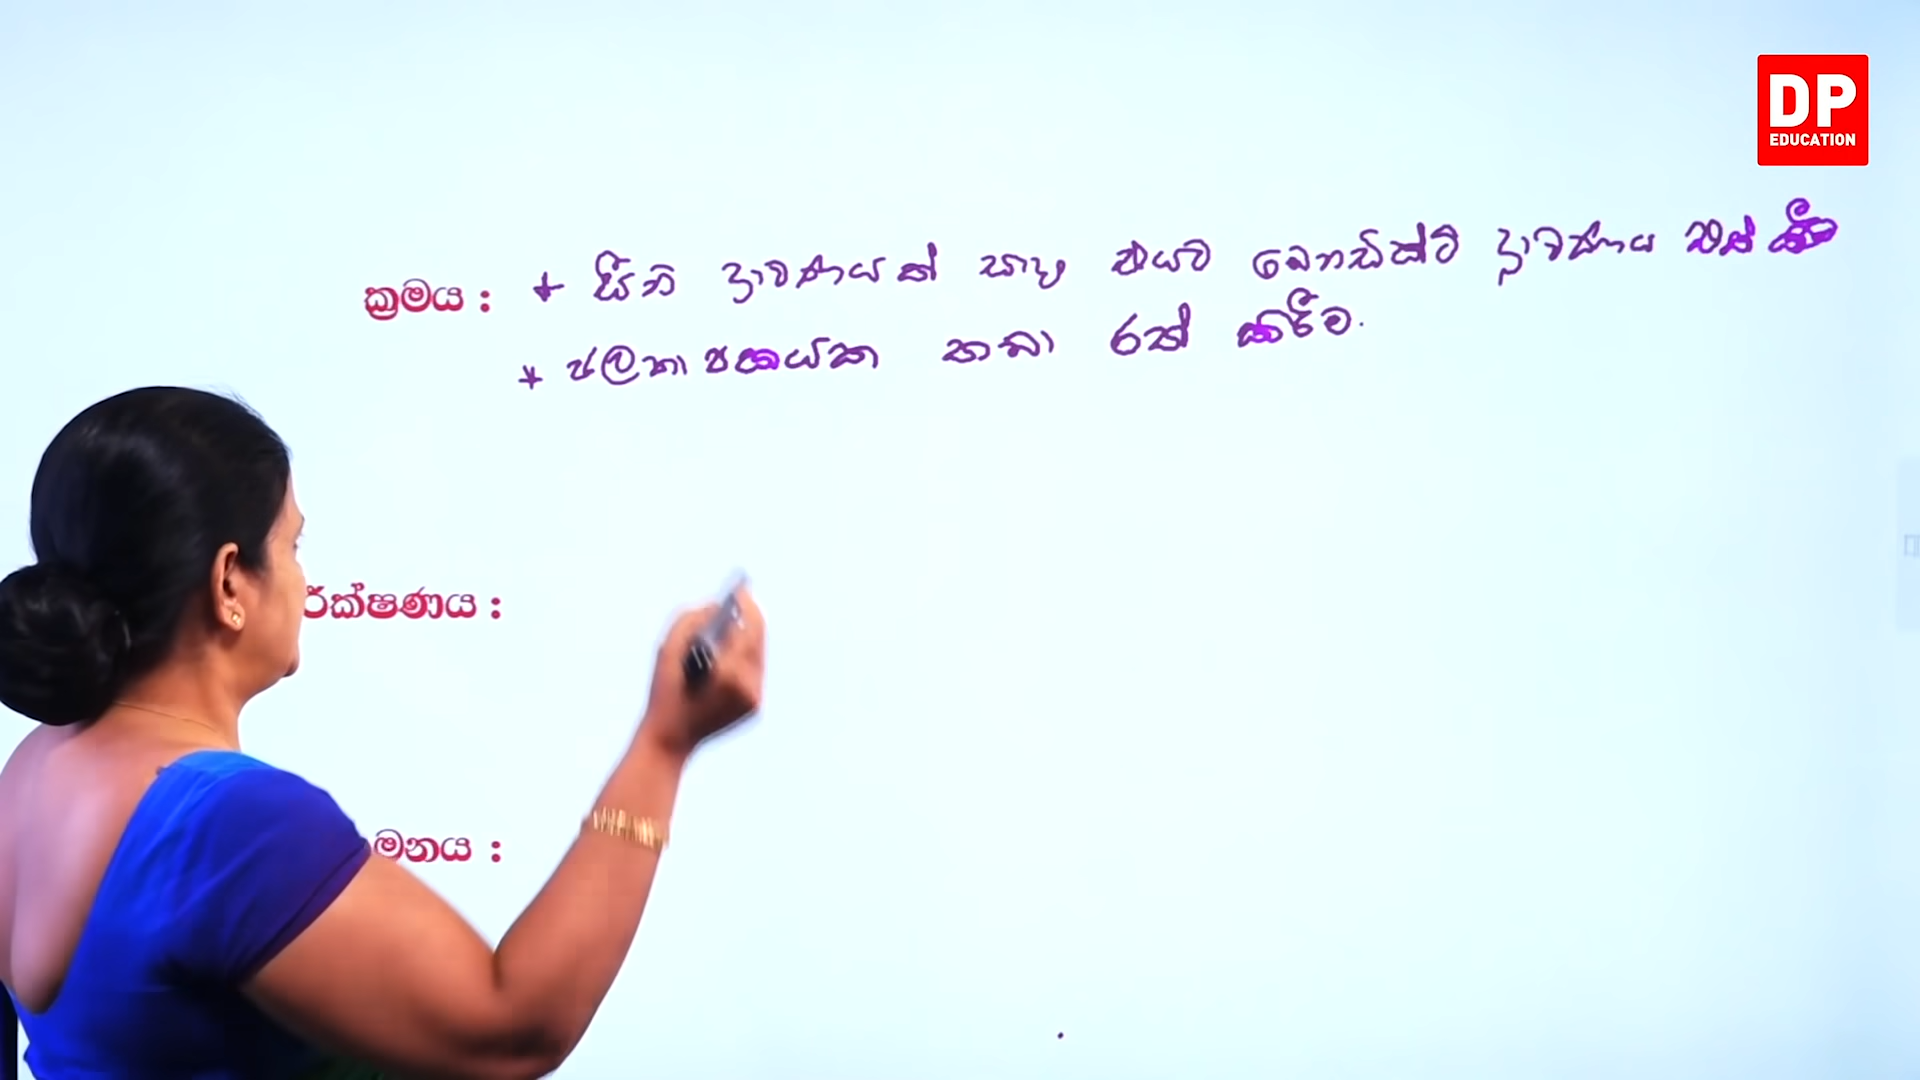 DP
EDUCATION
ක්‍රමය : + සීනි ද්‍රාවණයක් සාදා එයට බෙනඩික්ට් ද්‍රාවණය එක්
+ ජලතාපකයක තබා රත් කිරීම.
ර්ක්ෂණය :
මනය :